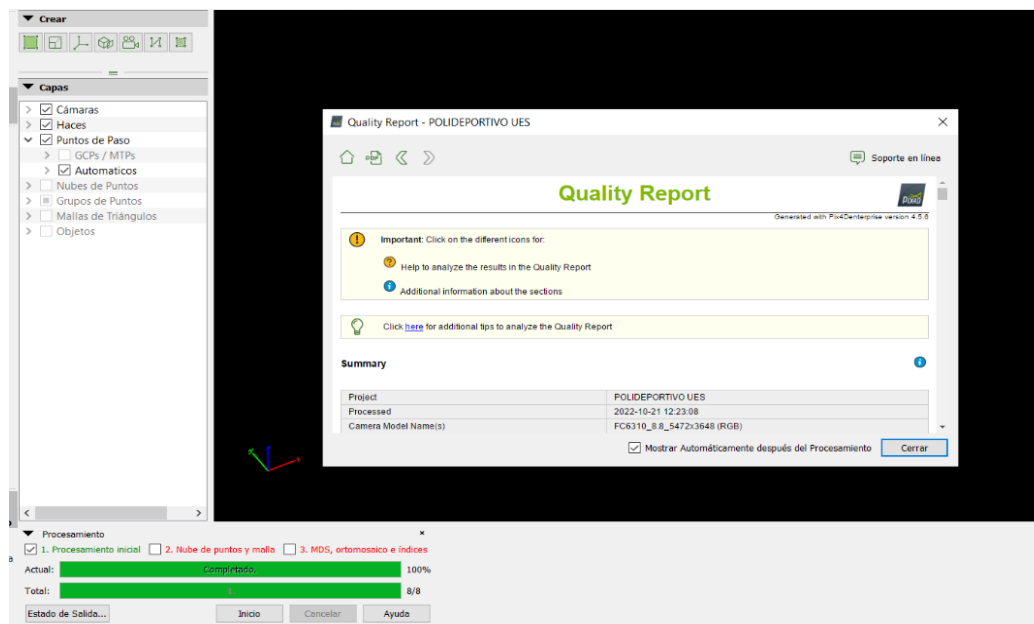 Crear
Capas
Cámaras
Haces
Puntos de Paso
GCPs / MTPs
Automaticos
Nubes de Puntos
Grupos de Puntos
Mallas de Triángulos
Objetos
Quality Report - POLIDEPORTIVO UES
PDF
Soporte en línea
Quality Report
Generated with Pix4Denterprise version 4.5.6
Important: Click on the different icons for:
Help to analyze the results in the Quality Report
Additional information about the sections
Click here for additional tips to analyze the Quality Report
Summary
Project POLIDEPORTIVO UES
Processed 2022-10-21 12:23:08
Camera Model Name(s) FC6310_8.8_5472x3648 (RGB)
Mostrar Automáticamente después del Procesamiento Cerrar
Procesamiento
1. Procesamiento inicial 2. Nube de puntos y malla 3. MDS, ortomosaico e índices
Actual: Completado. 100%
Total: 8/8
Estado de Salida... Inicio Cancelar Ayuda